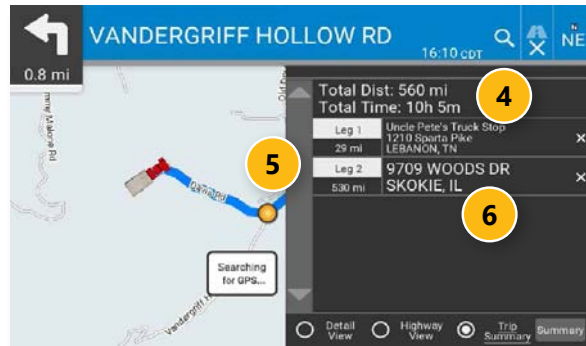 VANDERGRIFF HOLLOW RD
16:10 CDT
NE
0.8 mi
Total Dist: 560 mi
Total Time: 10h 5m
4
Leg 1
29 mi
Uncle Pete's Truck Stop
1210 Sparta Pike
LEBANON, TN
Leg 2
530 mi
9709 WOODS DR
SKOKIE, IL
5
6
Searching
for GPS...
Detail
View
Highway
View
Trip
Summary
Summary